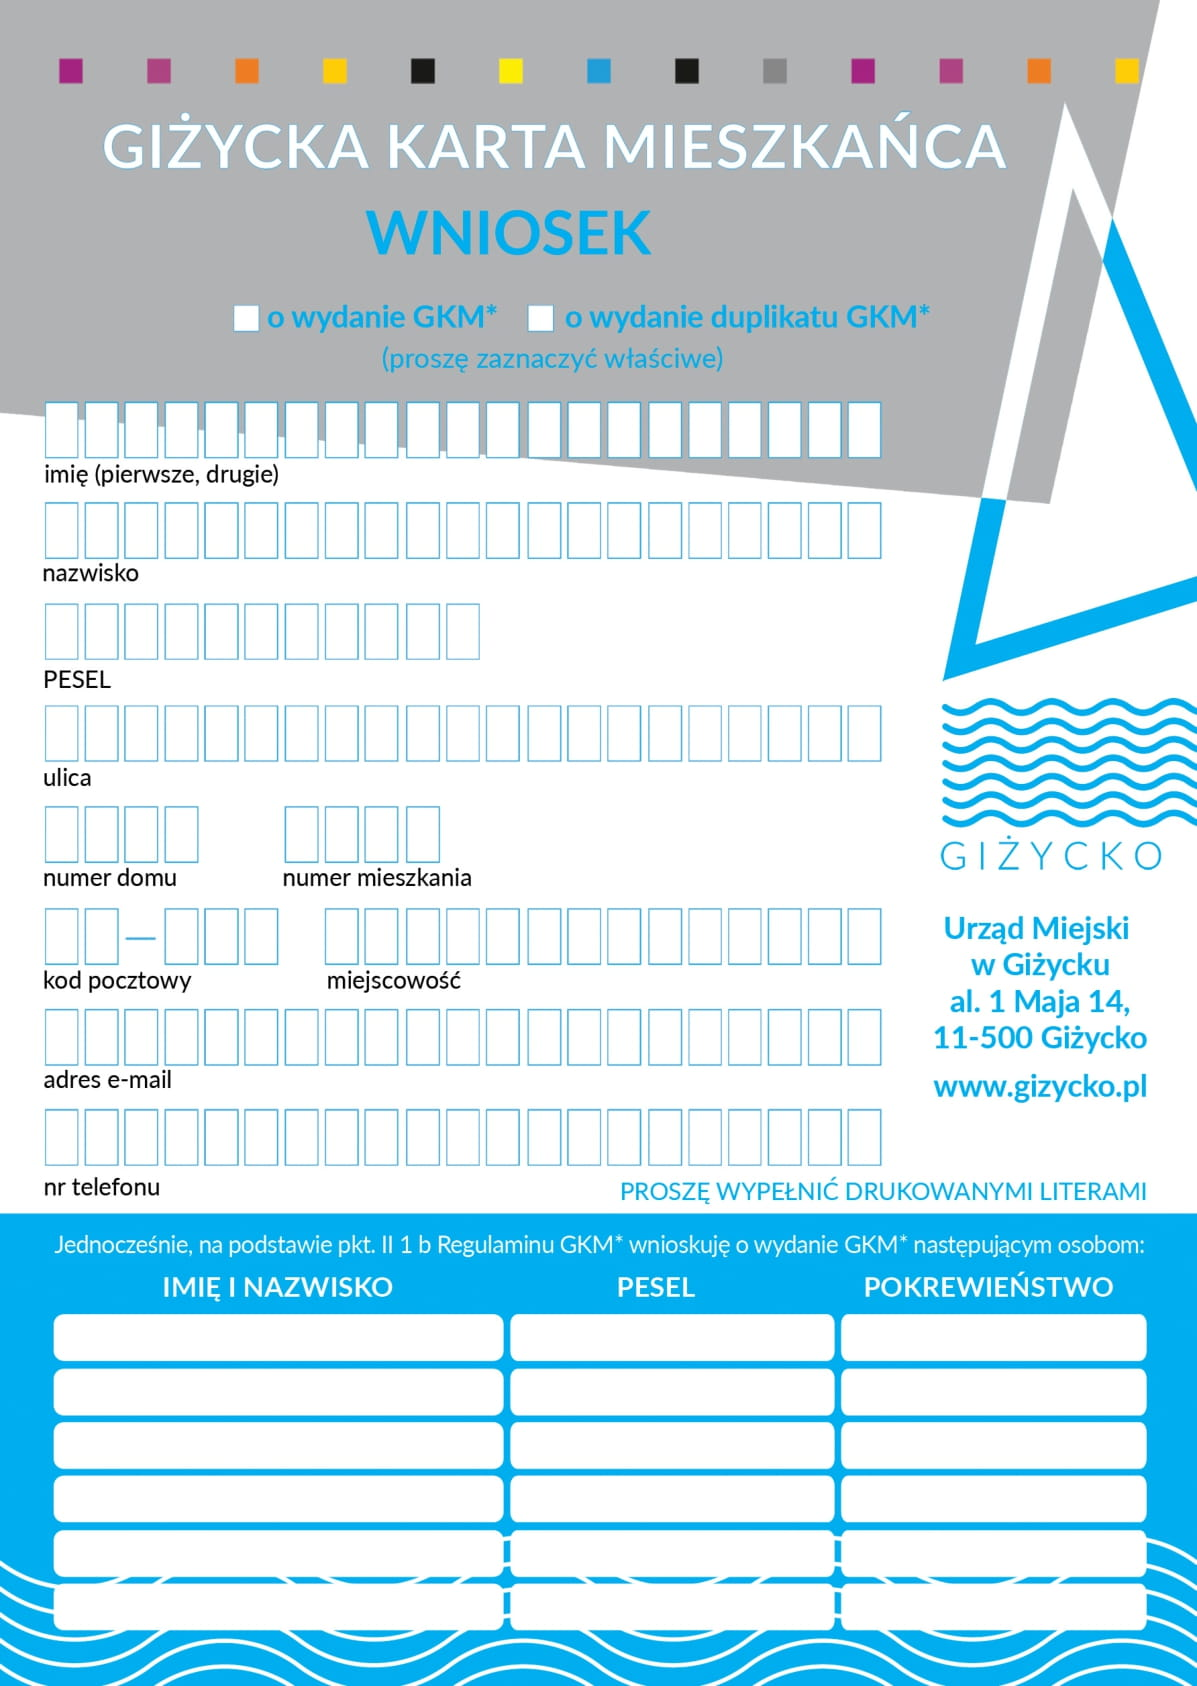 GIŻYCKA KARTA MIESZKAŃCA
WNIOSEK
o wydanie GKM* o wydanie duplikatu GKM*
(proszę zaznaczyć właściwe)
imię (pierwsze, drugie)
nazwisko
PESEL
ulica
numer domu numer mieszkania
kod pocztowy miejscowość
adres e-mail
nr telefonu
GIŻYCKO
Urząd Miejski
w Giżycku
al. 1 Maja 14,
11-500 Giżycko
www.gizycko.pl
PROSZĘ WYPEŁNIĆ DRUKOWANYMI LITERAMI
Jednocześnie, na podstawie pkt. II 1 b Regulaminu GKM* wnioskuję o wydanie GKM* następującym osobom:
IMIĘ I NAZWISKO PESEL POKREWIEŃSTWO